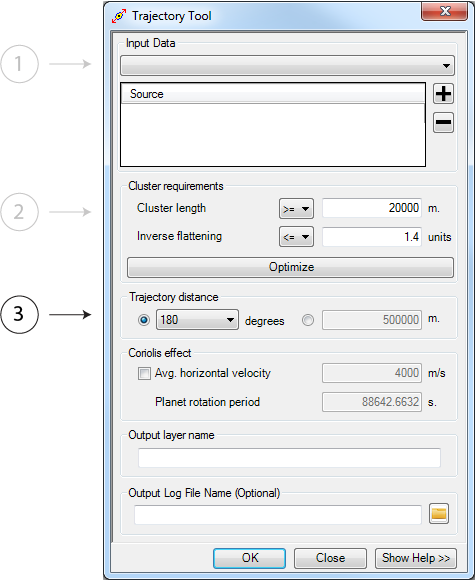 Trajectory Tool
Input Data
1
Source
Cluster requirements
2
Cluster length >= 20000 m.
Inverse flattening <= 1.4 units
Optimize
Trajectory distance
3
180 degrees 500000 m.
Coriolis effect
Avg. horizontal velocity 4000 m/s
Planet rotation period 88642.6632 s.
Output layer name
Output Log File Name (Optional)
OK Close Show Help >>